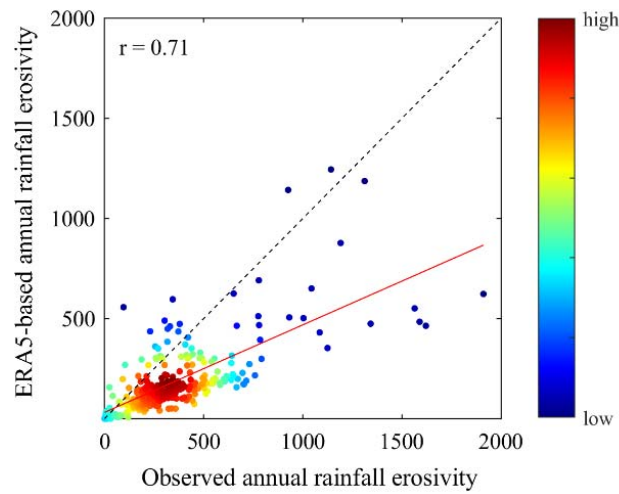 r = 0.71
2000
1500
1000
500
ERA5-based annual rainfall erosivity
0
500
1000
1500
2000
Observed annual rainfall erosivity
high
low